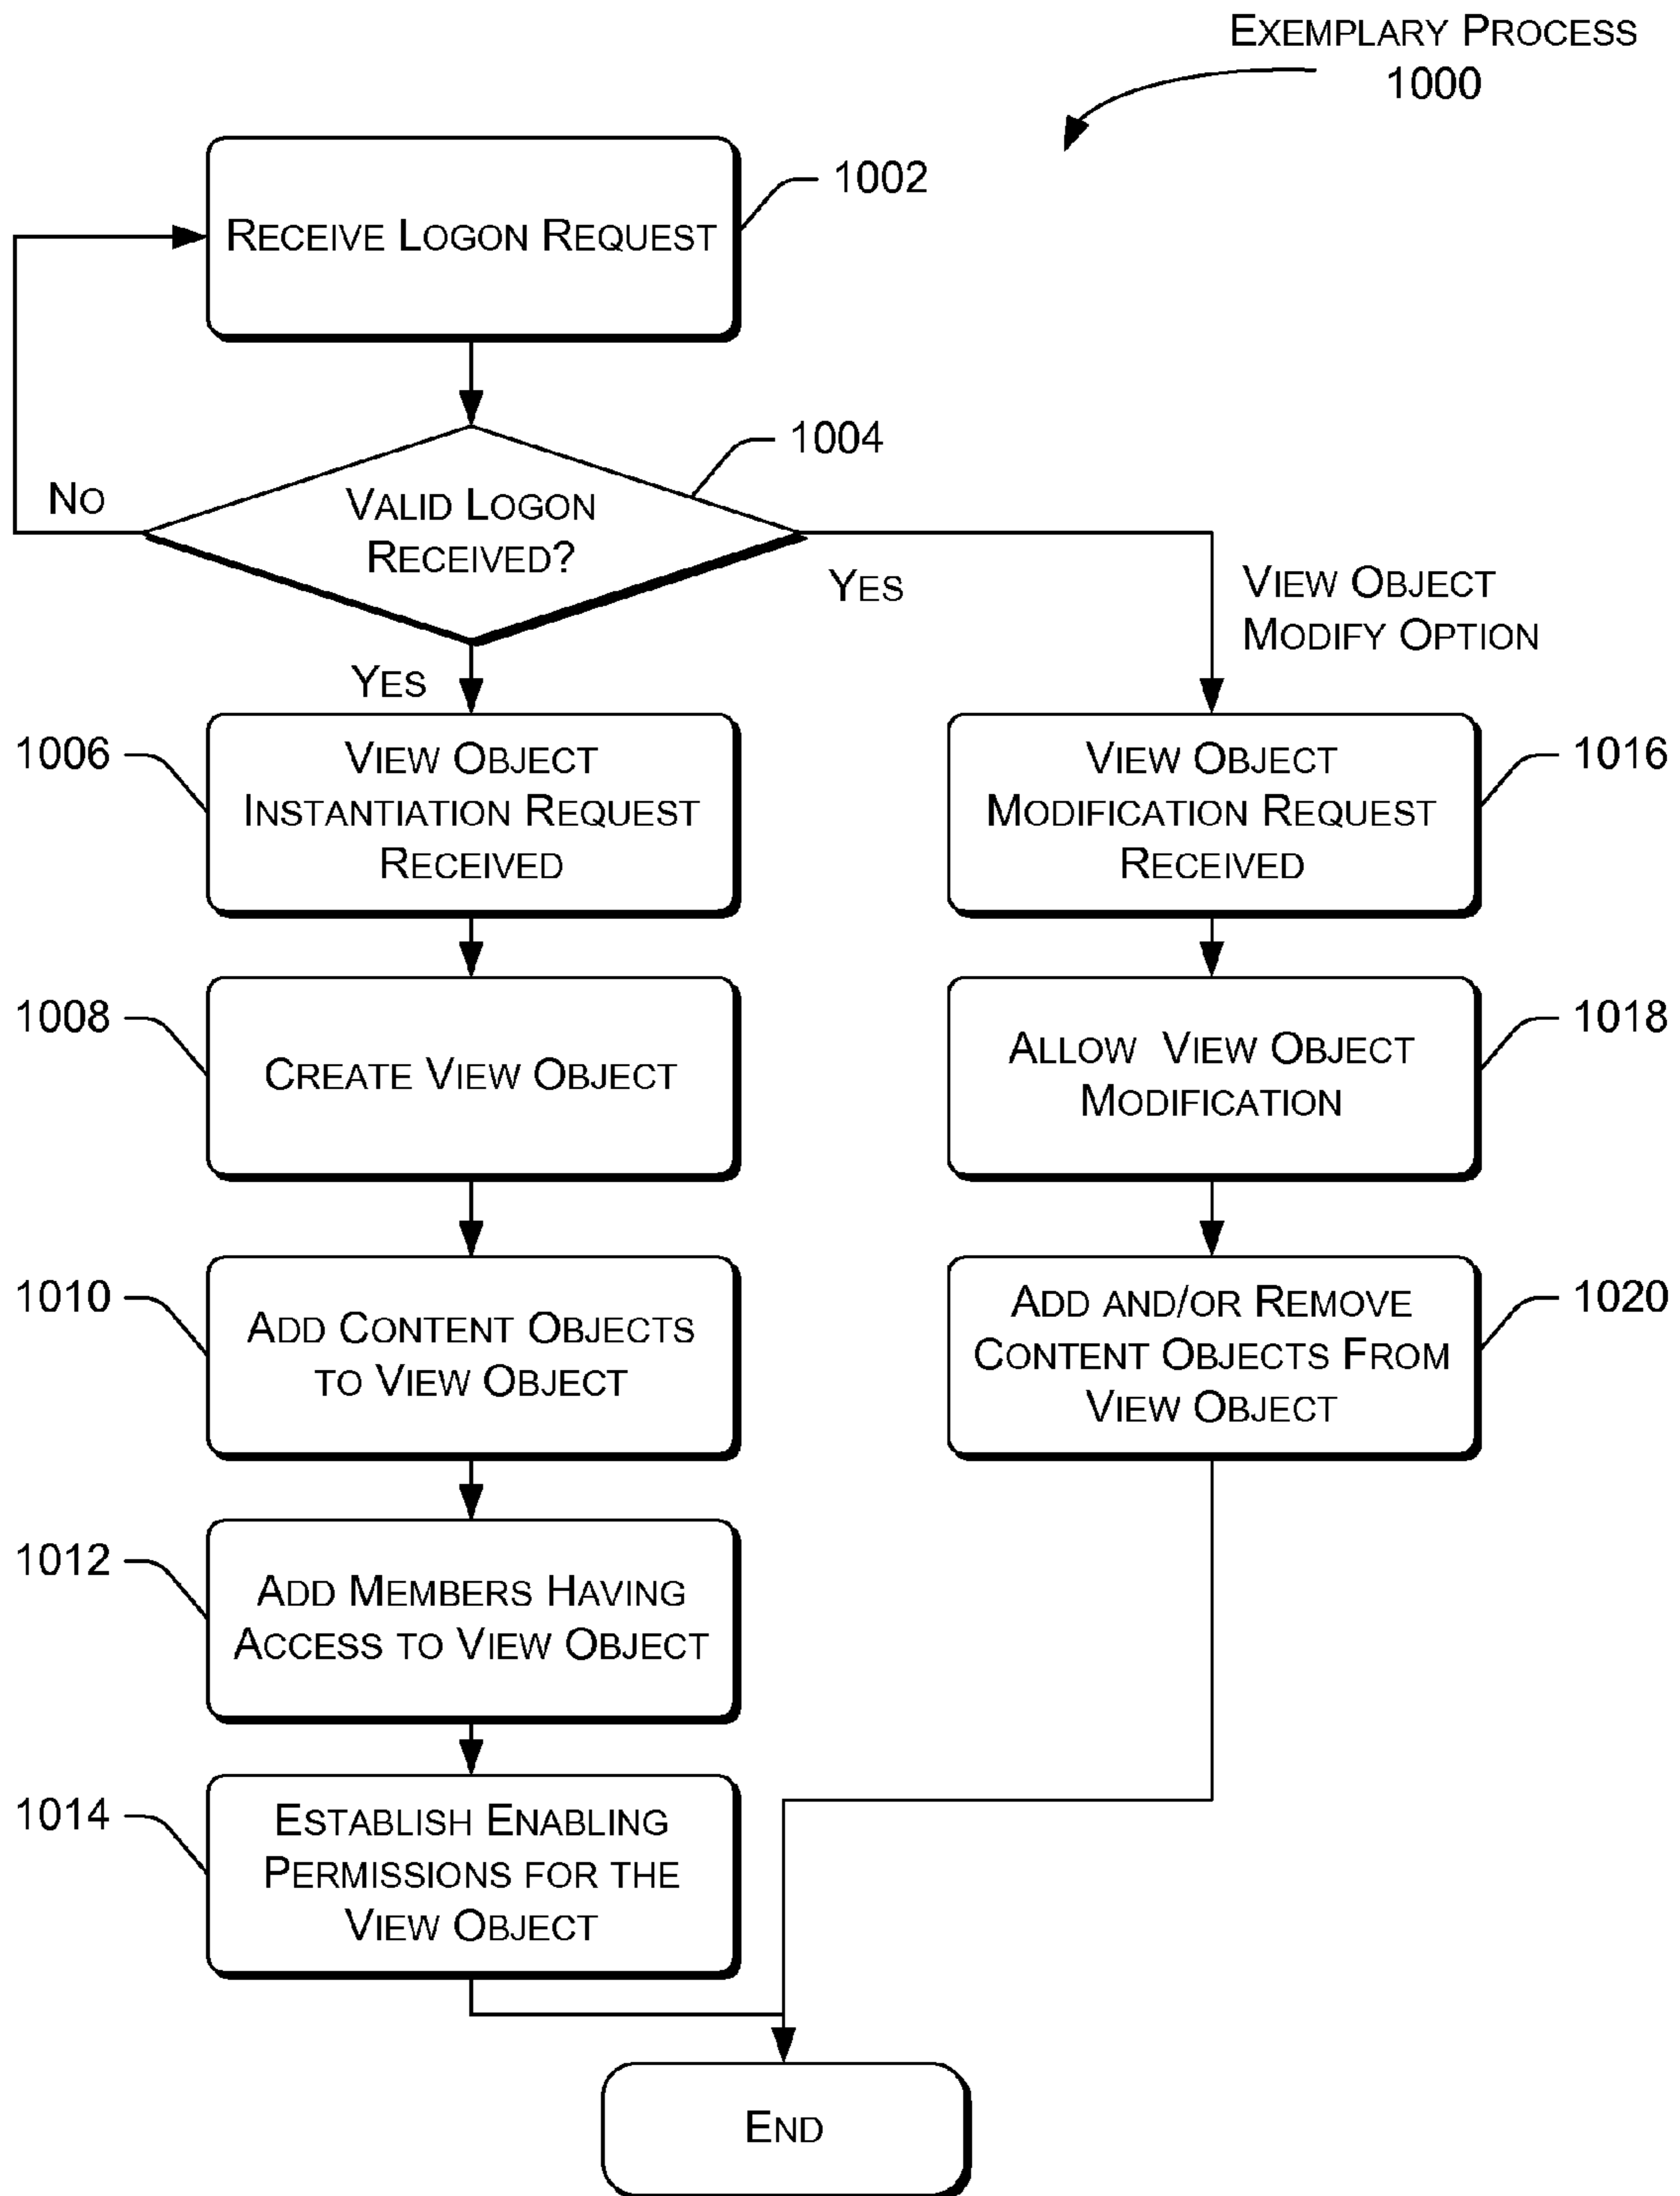 EXEMPLARY PROCESS
1000
1002
RECEIVE LOGON REQUEST
1004
NO
VALID LOGON
RECEIVED?
YES
VIEW OBJECT
MODIFY OPTION
YES
1006
VIEW OBJECT
INSTANTIATION REQUEST
RECEIVED
VIEW OBJECT
MODIFICATION REQUEST
RECEIVED
1016
1008
CREATE VIEW OBJECT
ALLOW VIEW OBJECT
MODIFICATION
1018
1010
ADD CONTENT OBJECTS
TO VIEW OBJECT
ADD AND/OR REMOVE
CONTENT OBJECTS FROM
VIEW OBJECT
1020
1012
ADD MEMBERS HAVING
ACCESS TO VIEW OBJECT
1014
ESTABLISH ENABLING
PERMISSIONS FOR THE
VIEW OBJECT
END